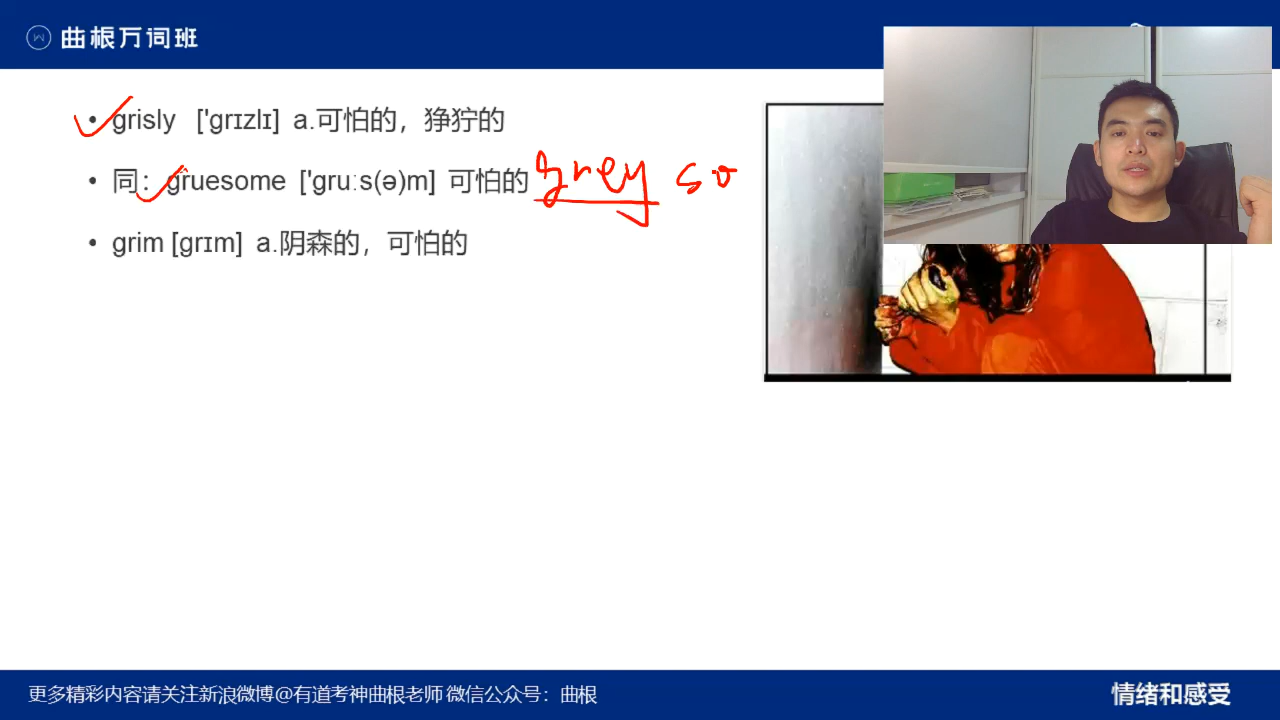 曲根万词班
• grisly ['grɪzlɪ] a.可怕的，狰狞的
• 同：gruesome ['gruːs(ə)m] 可怕的 grey so
• grim [grɪm] a.阴森的，可怕的
更多精彩内容请关注新浪微博@有道考神曲根老师 微信公众号：曲根
情绪和感受